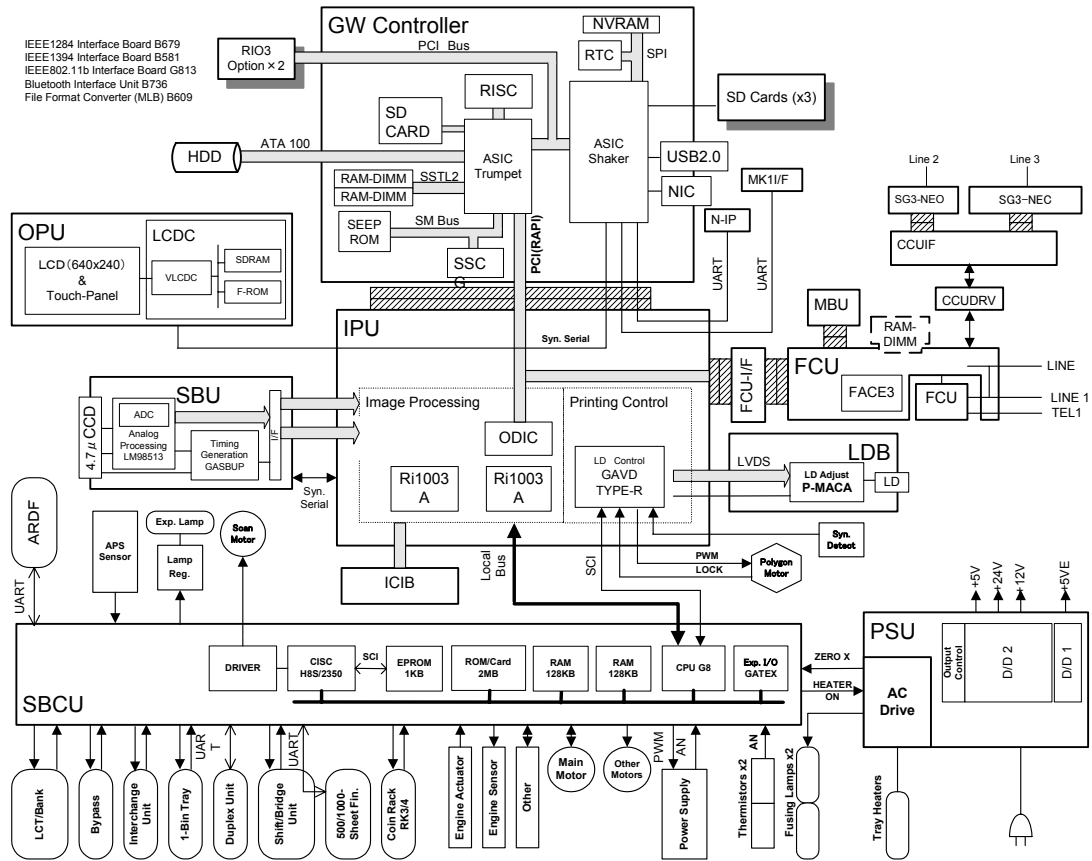 GW Controller
IEEE1284 Interface Board B679
IEEE1394 Interface Board B581
IEEE802.11b Interface Board G813
Bluetooth Interface Unit B736
File Format Converter (MLB) B609
RIO3
Option×2
PCI Bus
NVRAM
RTC
SPI
RISC
SD
CARD
SD Cards (x3)
ASIC
Trumpet
ASIC
Shaker
HDD
ATA 100
USB2.0
RAM-DIMM
RAM-DIMM
SSTL2
NIC
MK1I/F
Line 2
Line 3
SEEP
ROM
SM Bus
N-IP
SG3-NEO
SG3-NEC
SSC
G
PCI(RAPI)
CCUIF
OPU
LCDC
LCD(640x240)
&
Touch-Panel
VLCDC
SDRAM
F-ROM
UART
UART
CCUDRV
MBU
RAM-
DIMM
IPU
Syn. Serial
FCU
FCU-I/F
LINE
FACE3
FCU
LINE 1
TEL1
SBU
4.7μCCD
ADC
Analog
Processing
LM98513
Timing
Generation
GASBUP
I/F
Image Processing
Printing Control
ODIC
LD Control
GAVD
TYPE-R
LVDS
LDB
LD Adjust
P-MACA
LD
Ri1003
A
Ri1003
A
Syn.
Serial
ARDF
APS
Sensor
Exp. Lamp
Lamp
Reg.
Scan
Motor
Syn.
Detect
ICIB
Local
Bus
SCI
PWM
LOCK
Polygon
Motor
UART
+5V
+24V
+12V
+5VE
PSU
Output
Control
D/D 2
D/D 1
DRIVER
CISC
H8S/2350
SCI
EPROM
1KB
ROM/Card
2MB
RAM
128KB
RAM
128KB
CPU G8
Exp. I/O
GATEX
ZERO X
HEATER
ON
AC
Drive
SBCU
UAR
T
UART
PWM
AN
AN
LCT/Bank
Bypass
Interchange
Unit
1-Bin Tray
Duplex Unit
Shift/Bridge
Unit
500/1000-
Sheet Fin.
Coin Rack
RK3/4
Engine Actuator
Engine Sensor
Other
Main
Motor
Other
Motors
Power Supply
Thermistors x2
Fusing Lamps x2
Tray Heaters